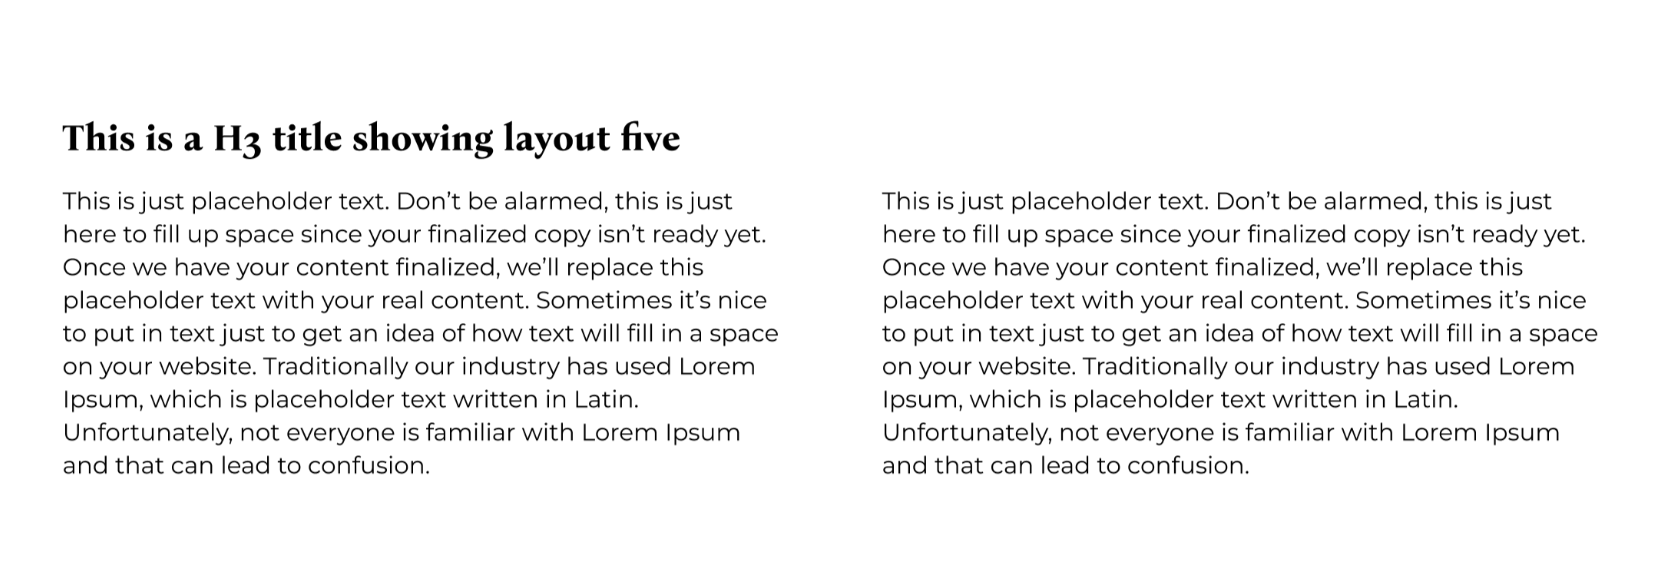 This is a H3 title showing layout five
This is just placeholder text. Don’t be alarmed, this is just
here to fill up space since your finalized copy isn’t ready yet.
Once we have your content finalized, we’ll replace this
placeholder text with your real content. Sometimes it’s nice
to put in text just to get an idea of how text will fill in a space
on your website. Traditionally our industry has used Lorem
Ipsum, which is placeholder text written in Latin.
Unfortunately, not everyone is familiar with Lorem Ipsum
and that can lead to confusion.
This is just placeholder text. Don’t be alarmed, this is just
here to fill up space since your finalized copy isn’t ready yet.
Once we have your content finalized, we’ll replace this
placeholder text with your real content. Sometimes it’s nice
to put in text just to get an idea of how text will fill in a space
on your website. Traditionally our industry has used Lorem
Ipsum, which is placeholder text written in Latin.
Unfortunately, not everyone is familiar with Lorem Ipsum
and that can lead to confusion.